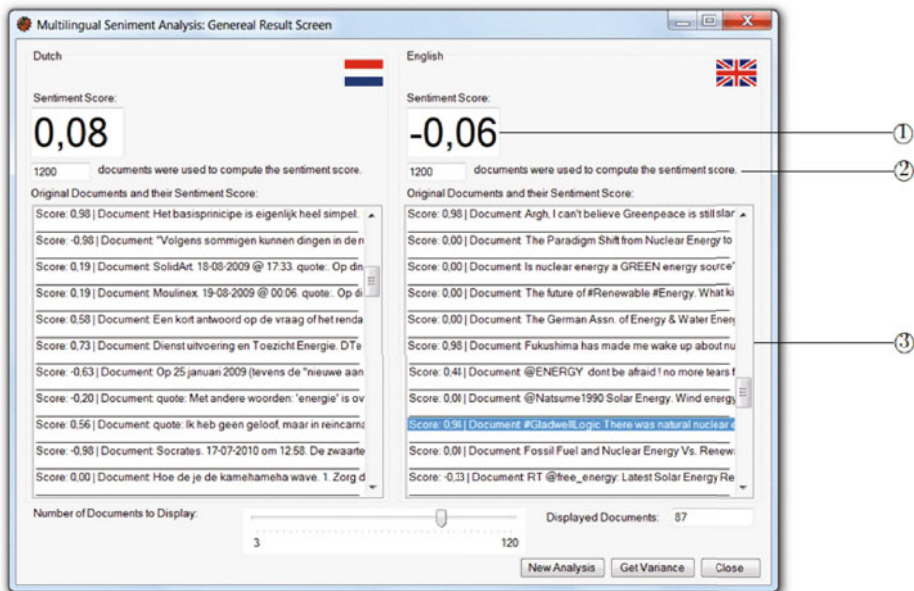 Multilingual Seniment Analysis: Genereal Result Screen
Dutch
Sentiment Score:
0,08
1200 documents were used to compute the sentiment score.
Original Documents and their Sentiment Score:
Score: 0,98 | Document: Het basisprinicipe is eigenlijk heel simpel..
Score: -0,98 | Document: "Volgens sommigen kunnen dingen in de
Score: 0,19 | Document: SolidArt. 18-08-2009 @ 17:33. quote:. Op din
Score: 0,19 | Document: Moulinex. 19-08-2009 @ 00:06. quote:. Op di
Score: 0,58 | Document: Een kort antwoord op de vraag of het renda
Score: 0,73 | Document: Dienst uitvoering en Toezicht Energie. DTe
Score: -0,63 | Document: Op 25 januari 2009 (tevens de "nieuwe aan
Score: -0,20 | Document: quote: Met andere woorden: 'energie' is ov
Score: 0,56 | Document: quote: Ik heb geen geloof, maar in reincarna
Score: -0,98 | Document: Socrates. 17-07-2010 om 12:58. De zwaarte
Score: 0,00 | Document: Hoe de je de kamehameha wave. 1. Zorg d
English
Sentiment Score:
-0,06
1200 documents were used to compute the sentiment score.
Original Documents and their Sentiment Score:
Score: 0,98 | Document: Argh, I can't believe Greenpeace is still slar
Score: 0,00 | Document: The Paradigm Shift from Nuclear Energy to
Score: 0,00 | Document: Is nuclear energy a GREEN energy source"
Score: 0,00 | Document: The future of #Renewable #Energy. What ki
Score: 0,00 | Document: The German Assn. of Energy & Water Energ
Score: 0,98 | Document: Fukushima has made me wake up about nu
Score: 0,41 | Document: @ENERGY dont be afraid ! no more tears f
Score: 0,00 | Document: @Natsume1990 Solar Energy. Wind energy
Score: 0,94 | Document: #GladwellLogic There was natural nuclear e
Score: 0,00 | Document: Fossil Fuel and Nuclear Energy Vs. Renew
Score: -0,33 | Document: RT @free_energy: Latest Solar Energy Re
1
2
3
Number of Documents to Display:
3 120
Displayed Documents: 87
New Analysis Get Variance Close